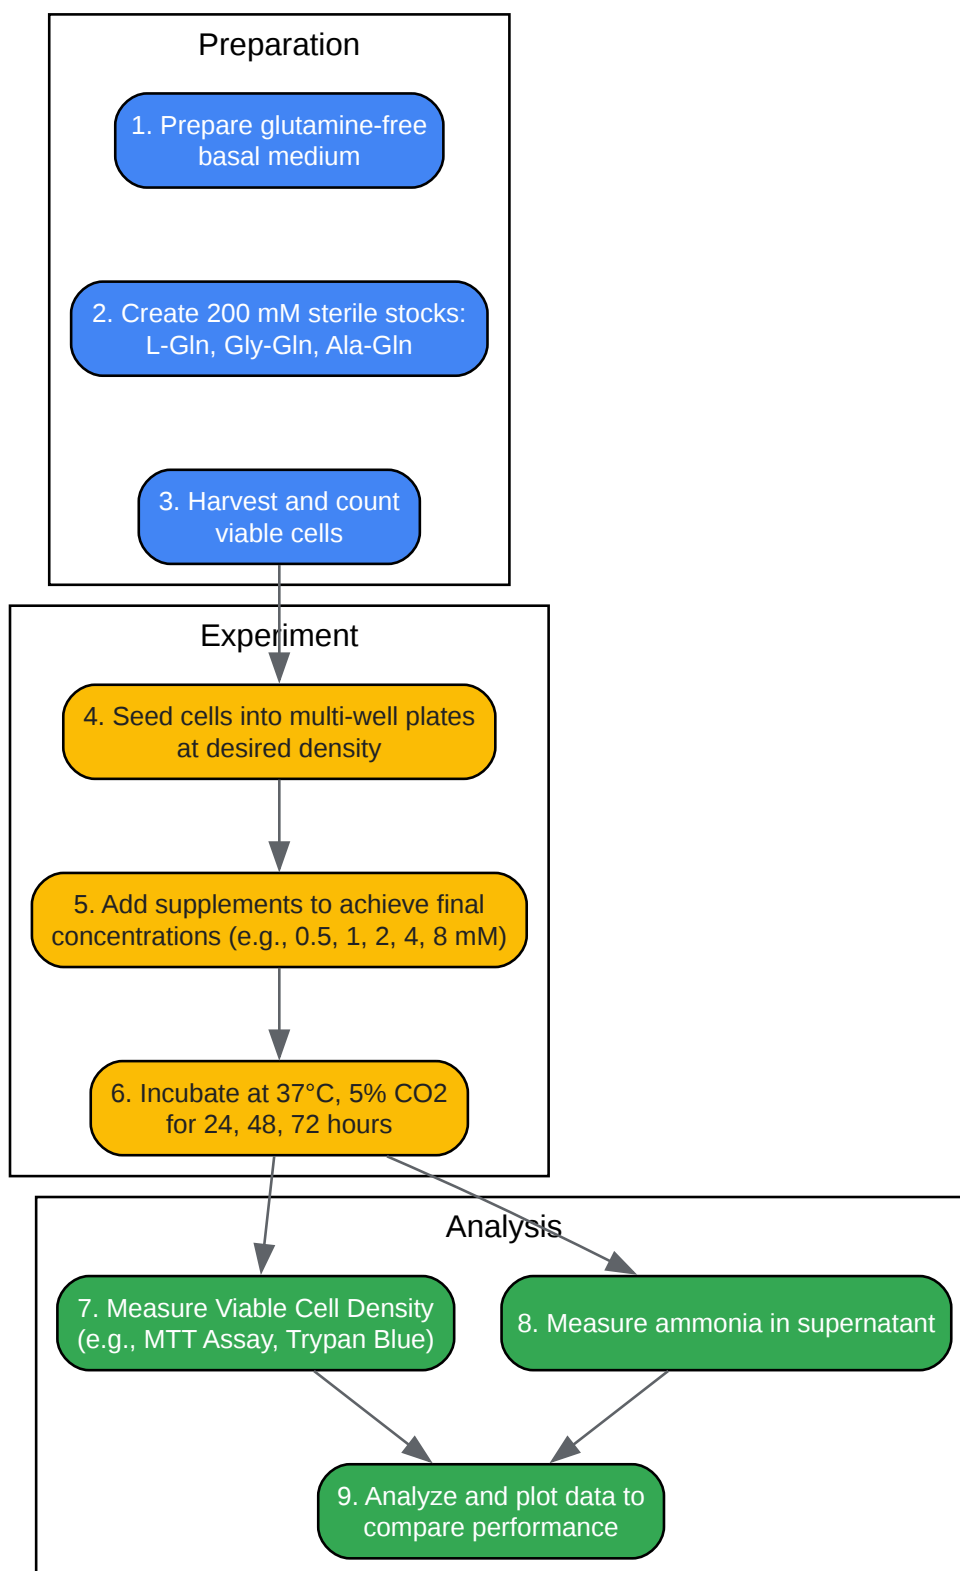 Preparation
1. Prepare glutamine-free
basal medium
2. Create 200 mM sterile stocks:
L-Gln, Gly-Gln, Ala-Gln
3. Harvest and count
viable cells
Experiment
4. Seed cells into multi-well plates
at desired density
5. Add supplements to achieve final
concentrations (e.g., 0.5, 1, 2, 4, 8 mM)
6. Incubate at 37°C, 5% CO2
for 24, 48, 72 hours
Analysis
7. Measure Viable Cell Density
(e.g., MTT Assay, Trypan Blue)
8. Measure ammonia in supernatant
9. Analyze and plot data to
compare performance